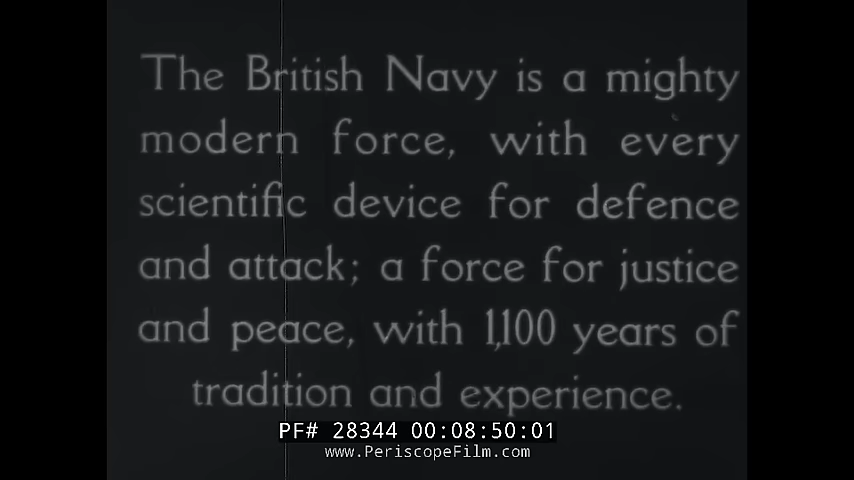 The British Navy is a mighty
modern force, with every
scientific device for defence
and attack; a force for justice
and peace, with 1,100 years of
tradition and experience.
PF# 28344 00:08:50:01
www.PeriscopeFilm.com